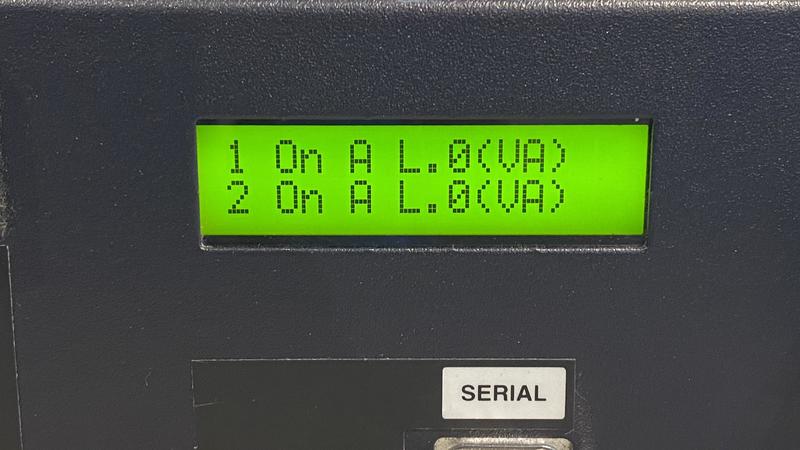 1 On A L.0(VA)
2 On A L.0(VA)
SERIAL